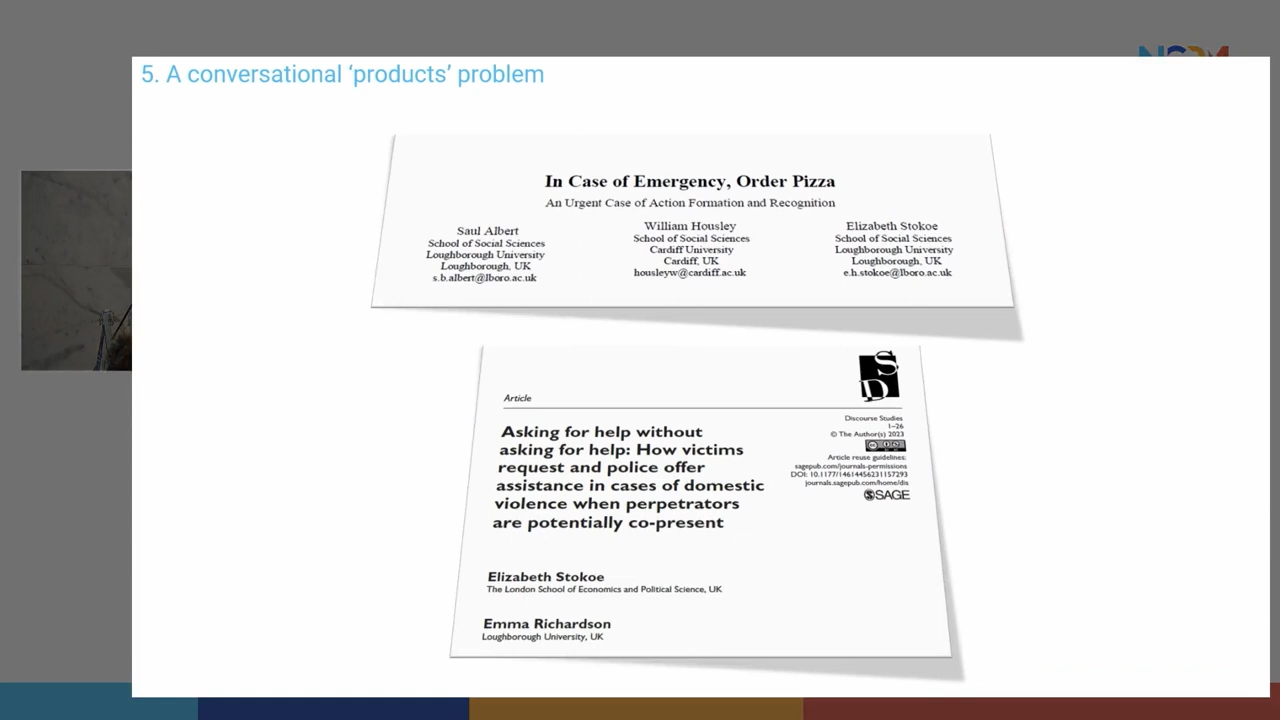 5. A conversational ‘products’ problem
In Case of Emergency, Order Pizza
An Urgent Case of Action Formation and Recognition
Saul Albert
School of Social Sciences
Loughborough University
Loughborough, UK
s.b.albert@lboro.ac.uk
William Housley
School of Social Sciences
Cardiff University
Cardiff, UK
housleyw@cardiff.ac.uk
Elizabeth Stokoe
School of Social Sciences
Loughborough University
Loughborough, UK
e.h.stokoe@lboro.ac.uk
SD
Article
Asking for help without
asking for help: How victims
request and police offer
assistance in cases of domestic
violence when perpetrators
are potentially co-present
Discourse Studies
1–26
© The Author(s) 2023
Article reuse guidelines:
sagepub.com/journals-permissions
DOI: 10.1177/14614456231157293
journals.sagepub.com/home/dis
SAGE
Elizabeth Stokoe
The London School of Economics and Political Science, UK
Emma Richardson
Loughborough University, UK